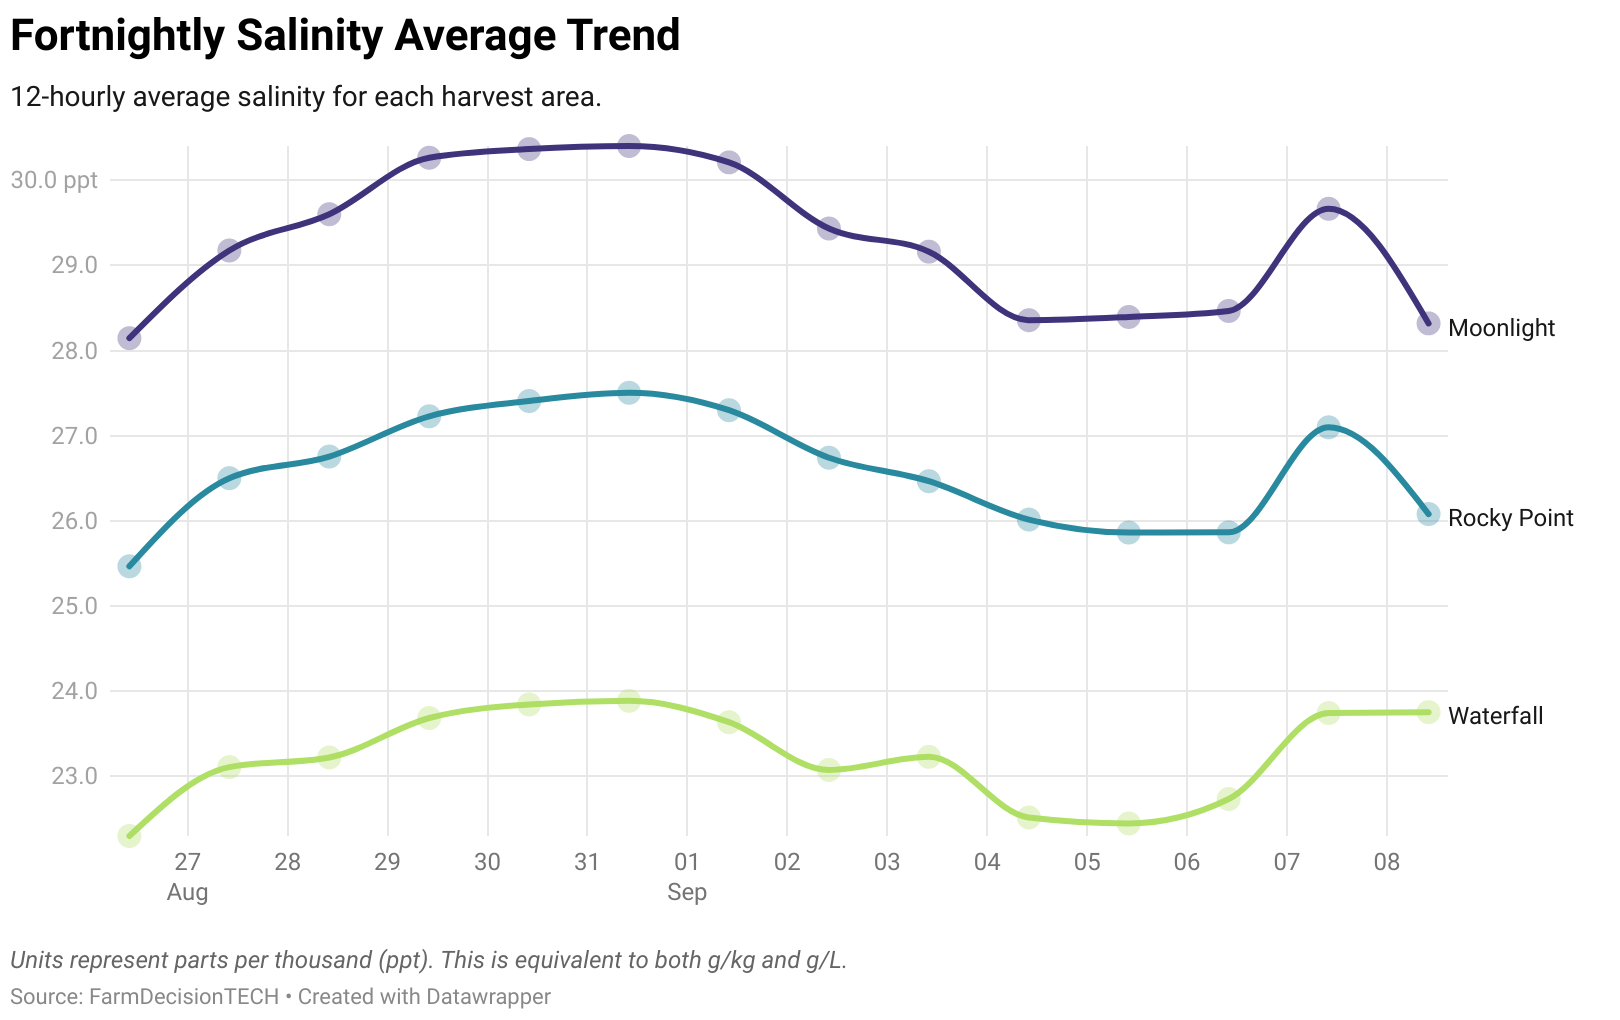 Fortnightly Salinity Average Trend
12-hourly average salinity for each harvest area.
30.0 ppt
29.0
28.0
27.0
26.0
25.0
24.0
23.0
Moonlight
Rocky Point
Waterfall
27 28 29 30 31 01 02 03 04 05 06 07 08
Aug Sep
Units represent parts per thousand (ppt). This is equivalent to both g/kg and g/L.
Source: FarmDecisionTECH • Created with Datawrapper